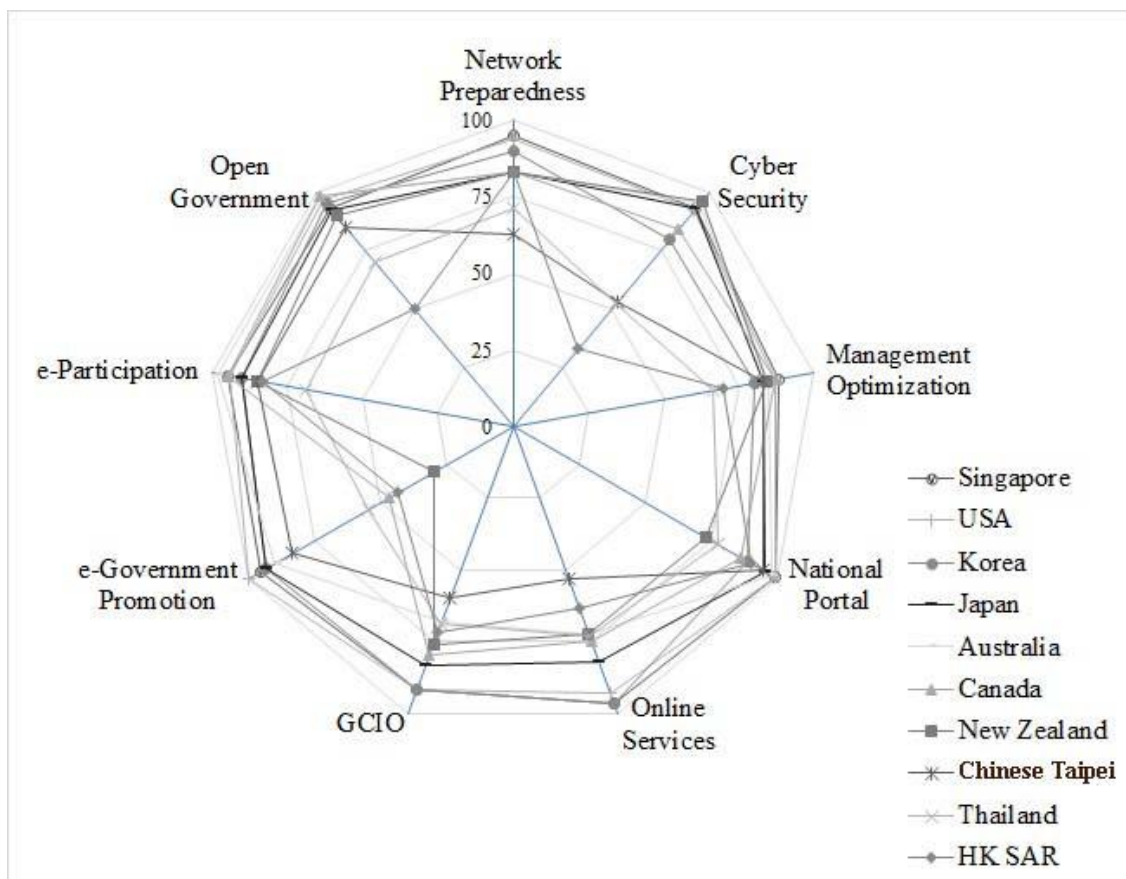 Network
Preparedness
100
75
50
25
0
Cyber
Security
Management
Optimization
National
Portal
Online
Services
GCIO
e-Government
Promotion
e-Participation
Open
Government
Singapore
USA
Korea
Japan
Australia
Canada
New Zealand
Chinese Taipei
Thailand
HK SAR